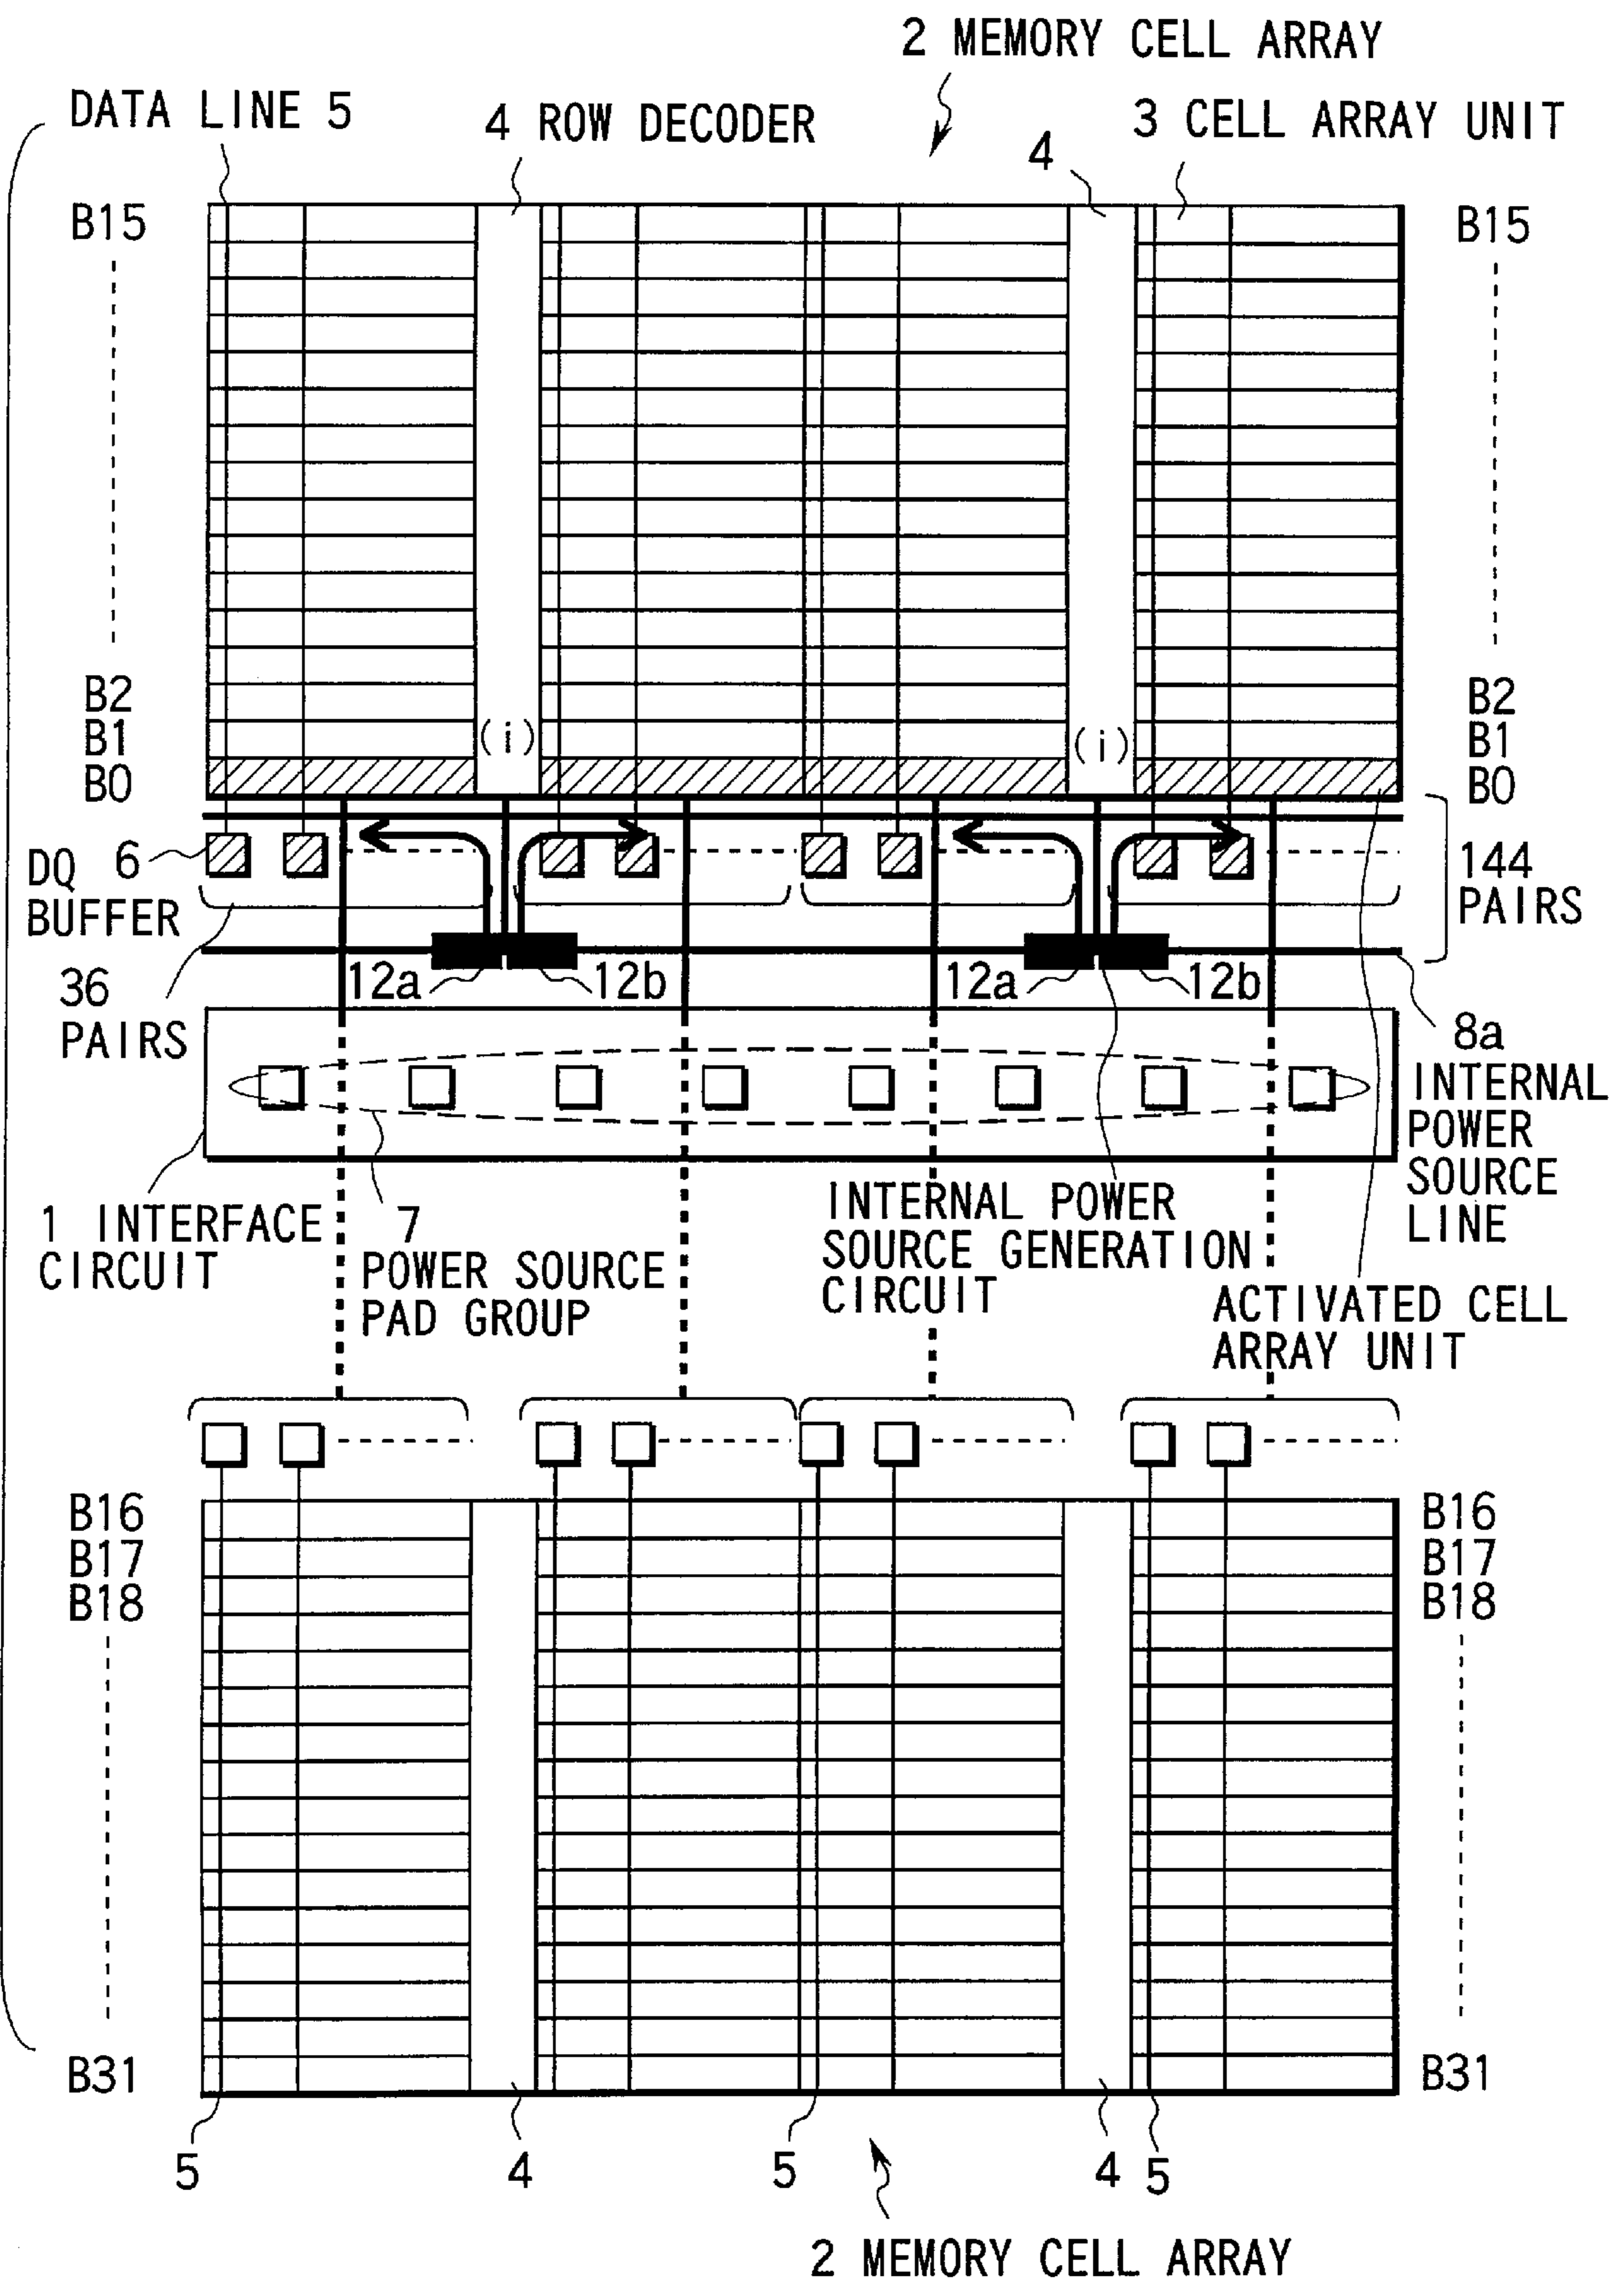 2 MEMORY CELL ARRAY
DATA LINE 5
4 ROW DECODER
3 CELL ARRAY UNIT
4
B15
B15
B2
B2
B1
(i)
(i)
B1
B0
B0
DQ 6
BUFFER
144
PAIRS
36
PAIRS
12a
12b
12a
12b
8a
INTERNAL
POWER
SOURCE
LINE
1 INTERFACE
CIRCUIT
7
POWER SOURCE
PAD GROUP
INTERNAL POWER
SOURCE GENERATION
CIRCUIT
ACTIVATED CELL
ARRAY UNIT
B16
B16
B17
B17
B18
B18
B31
B31
5
4
5
4
5
2 MEMORY CELL ARRAY